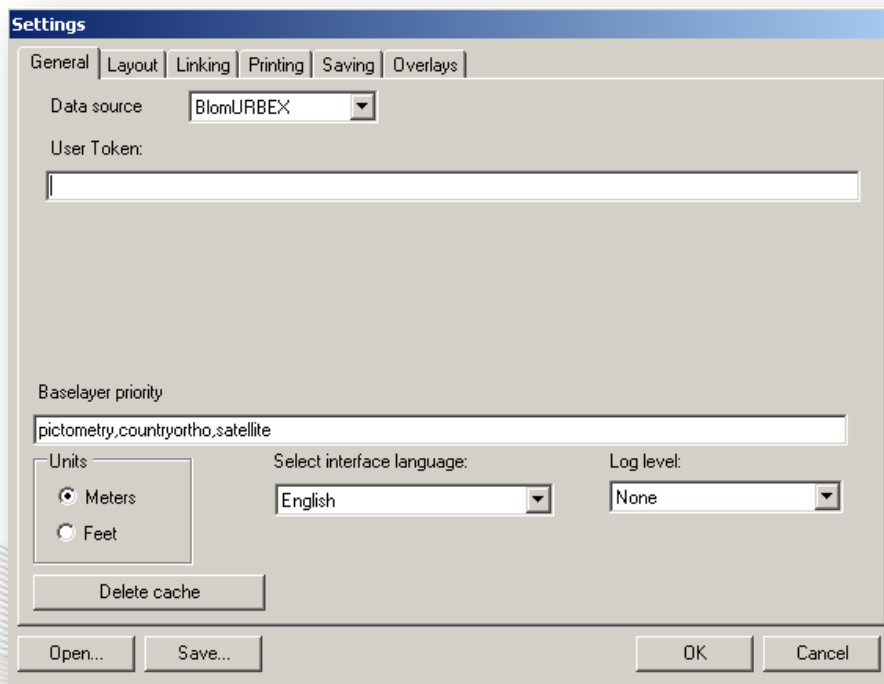 Settings
General Layout Linking Printing Saving Overlays
Data source BlomURBEX
User Token:
Baselayer priority
pictometry,countryortho,satellite
Units Select interface language: Log level:
Meters English None
Feet
Delete cache
Open... Save... OK Cancel